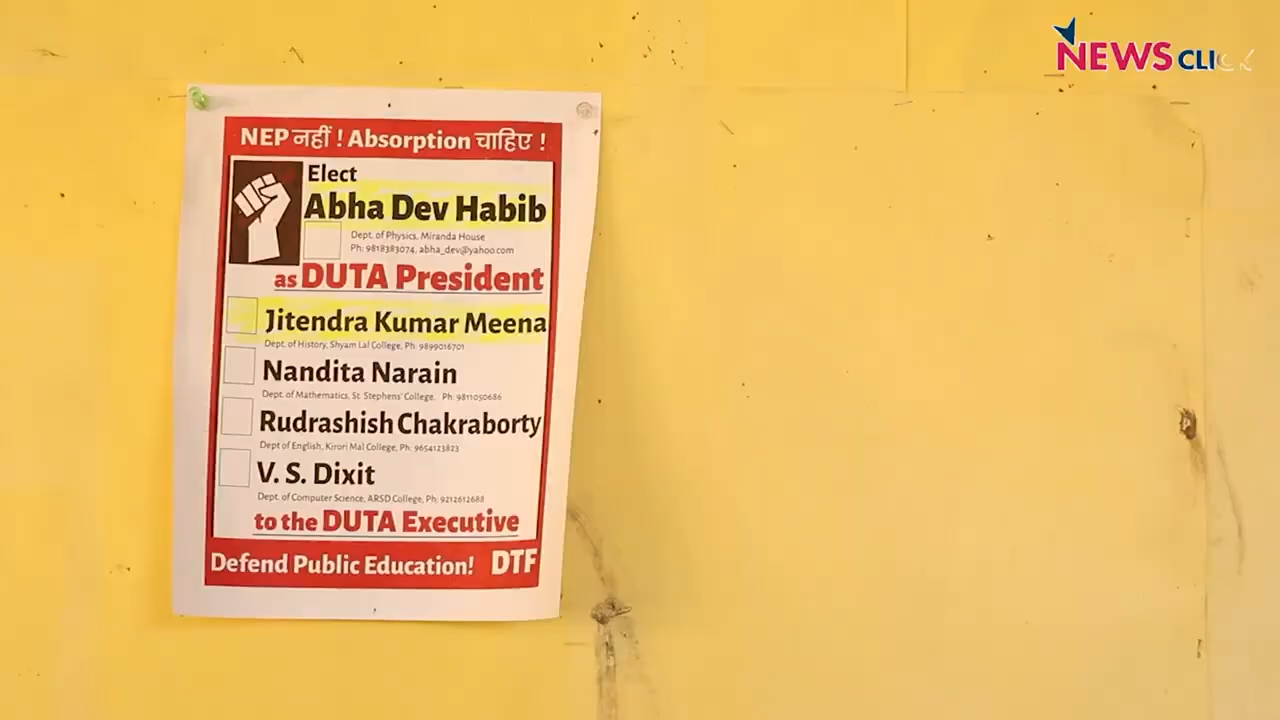 NEWS CLICK
NEP नहीं ! Absorption चाहिए !
Elect
Abha Dev Habib
Dept. of Physics, Miranda House
Ph: 9818383074, abha_dev@yahoo.com
as DUTA President
Jitendra Kumar Meena
Dept. of History, Shyam Lal College, Ph: 9899016701
Nandita Narain
Dept. of Mathematics, St. Stephens' College. Ph: 9811050686
Rudrashish Chakraborty
Dept of English, Kirori Mal College, Ph: 9654123823
V. S. Dixit
Dept. of Computer Science, ARSD College, Ph: 9212612688
to the DUTA Executive
Defend Public Education! DTF